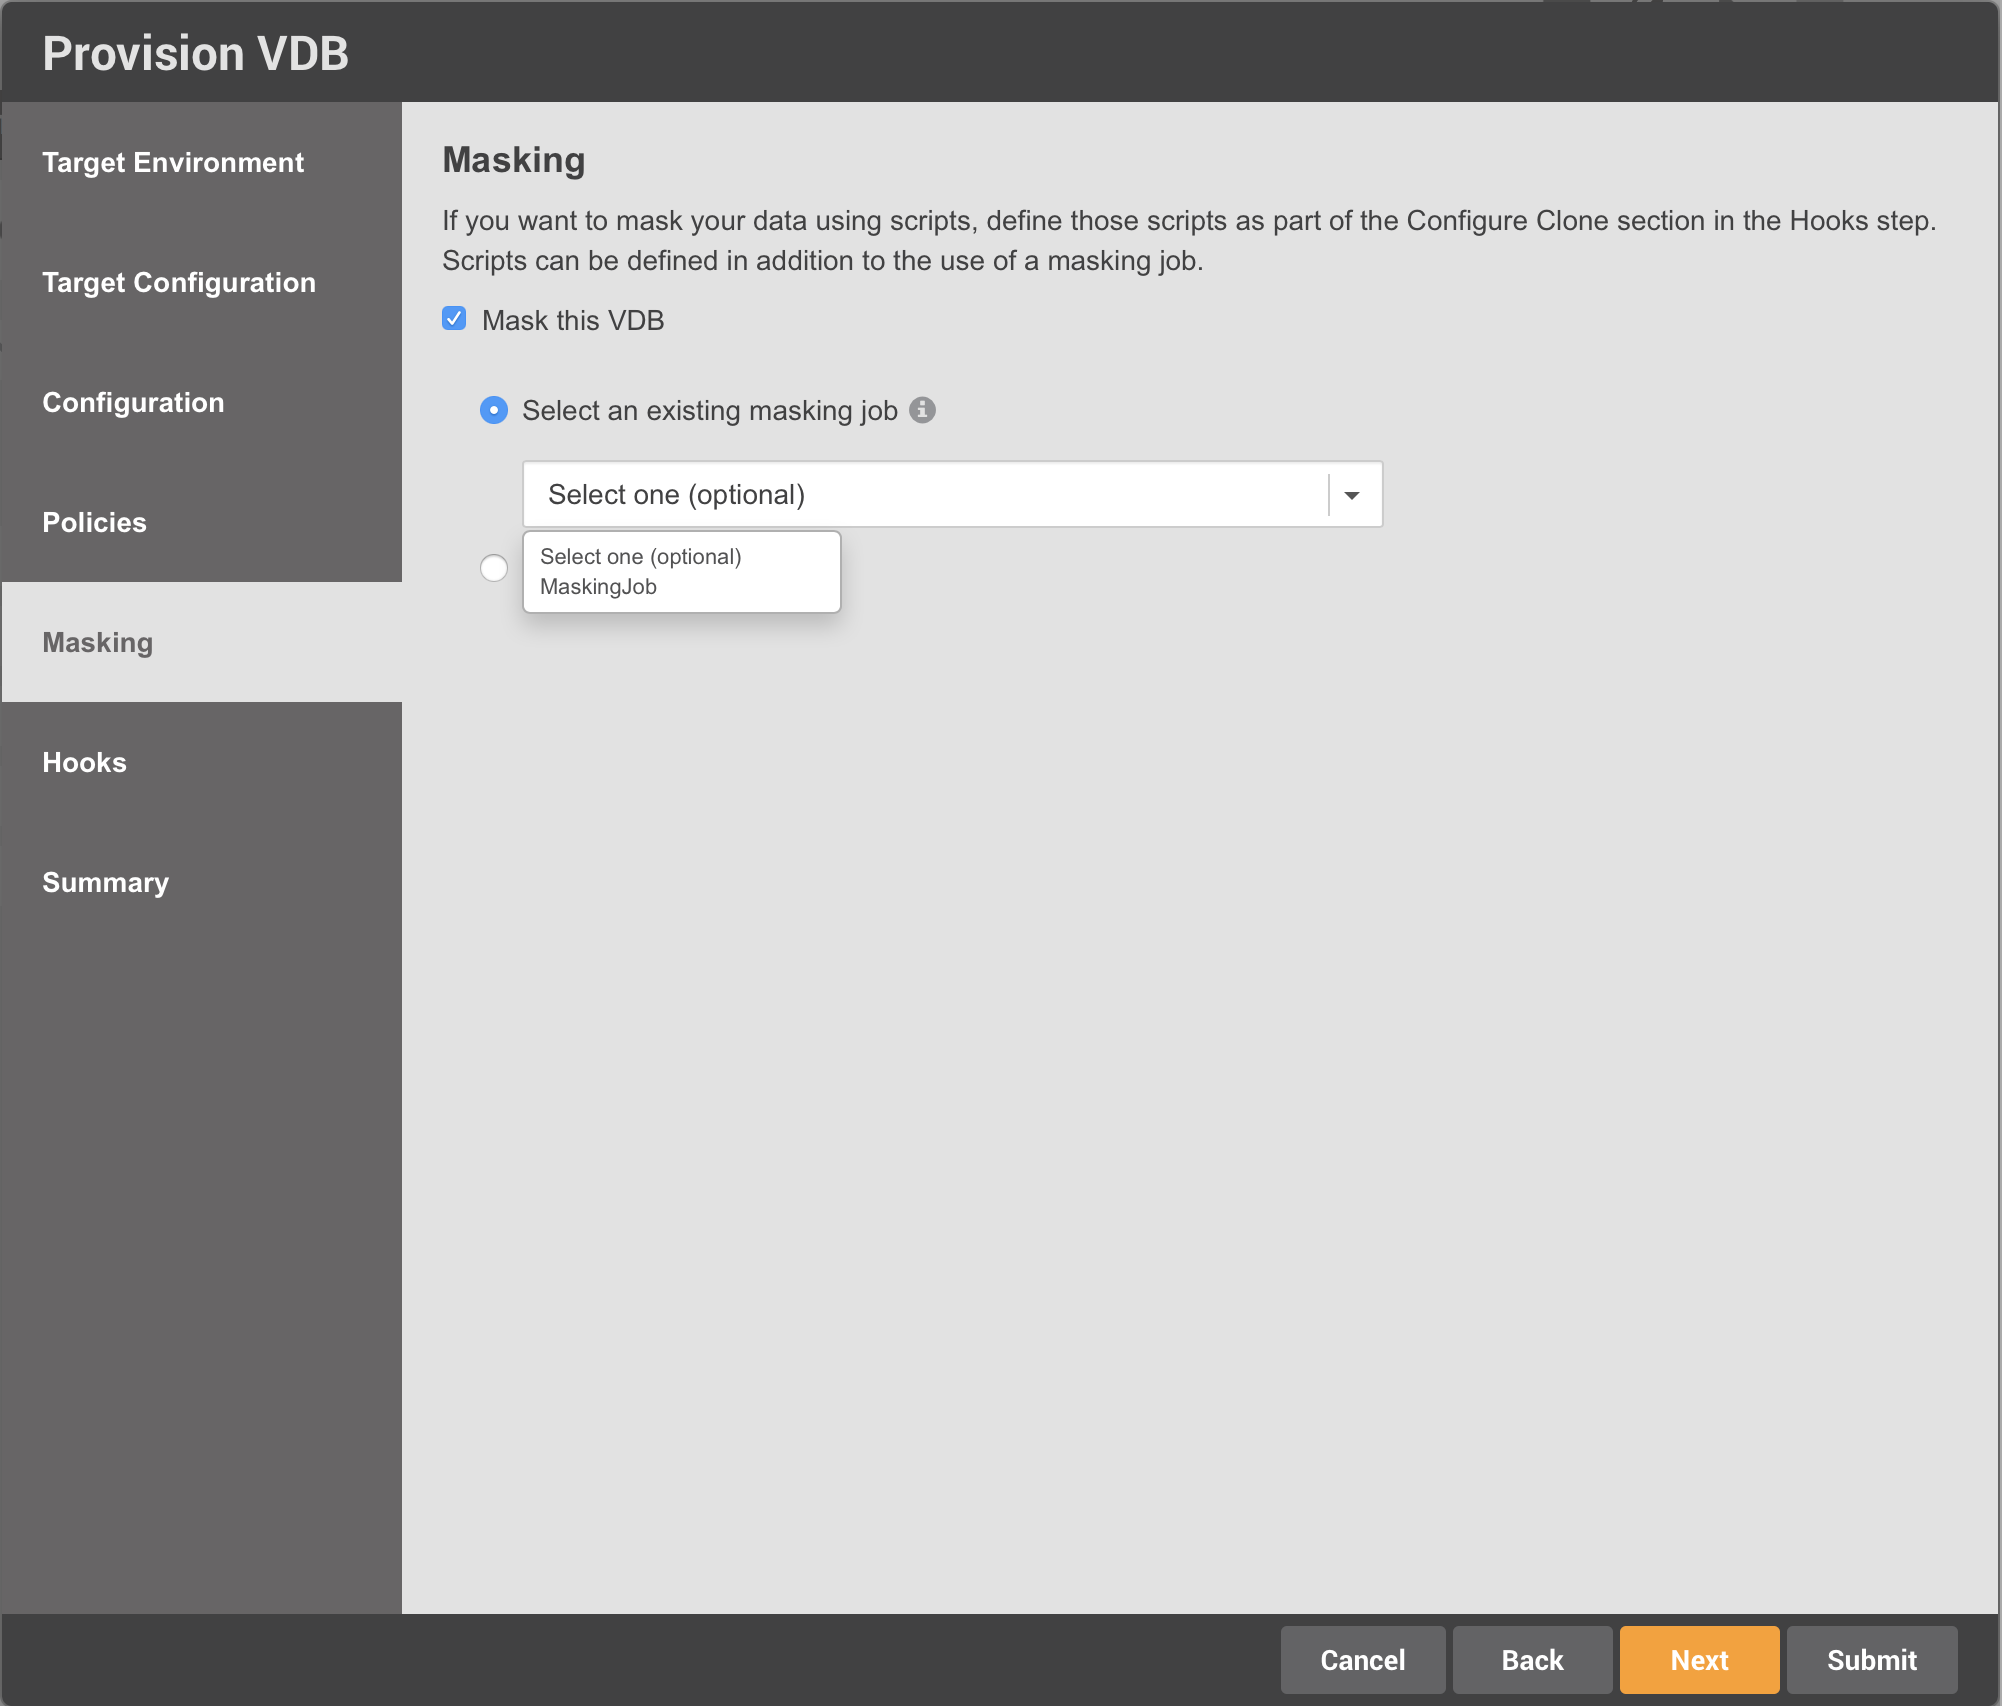 Provision VDB
Target Environment
Target Configuration
Configuration
Policies
Masking
Hooks
Summary
Masking
If you want to mask your data using scripts, define those scripts as part of the Configure Clone section in the Hooks step.
Scripts can be defined in addition to the use of a masking job.
Mask this VDB
Select an existing masking job
Select one (optional)
Select one (optional)
MaskingJob
Cancel
Back
Next
Submit